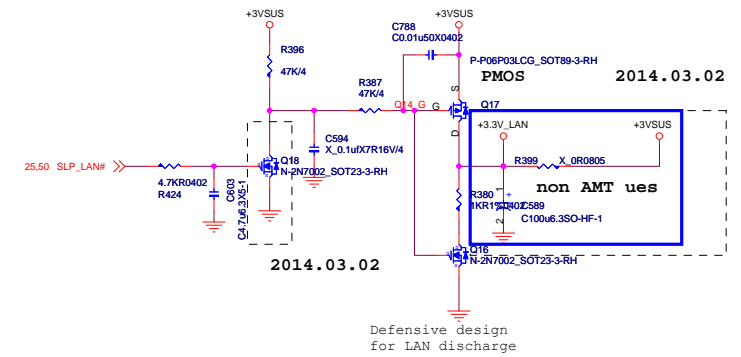 +3VSUS
C788
C0.01u50X0402
+3VSUS
R396
47K/4
P-P06P03LCG_SOT89-3-RH
PMOS
2014.03.02
R387
47K/4
Q14_G
G
S
D
Q17
+3.3V_LAN
+3VSUS
C594
X_0.1ufX7R16V/4
25,50 SLP_LAN#
4.7KR0402
R424
C603
C4.7u6.3X5-1
Q18
N-2N7002_SOT23-3-RH
R399
X_0R0805
non AMT ues
R380
1KR1%0402
1
2
+
C589
C100u6.3SO-HF-1
Q16
N-2N7002_SOT23-3-RH
2014.03.02
Defensive design
for LAN discharge